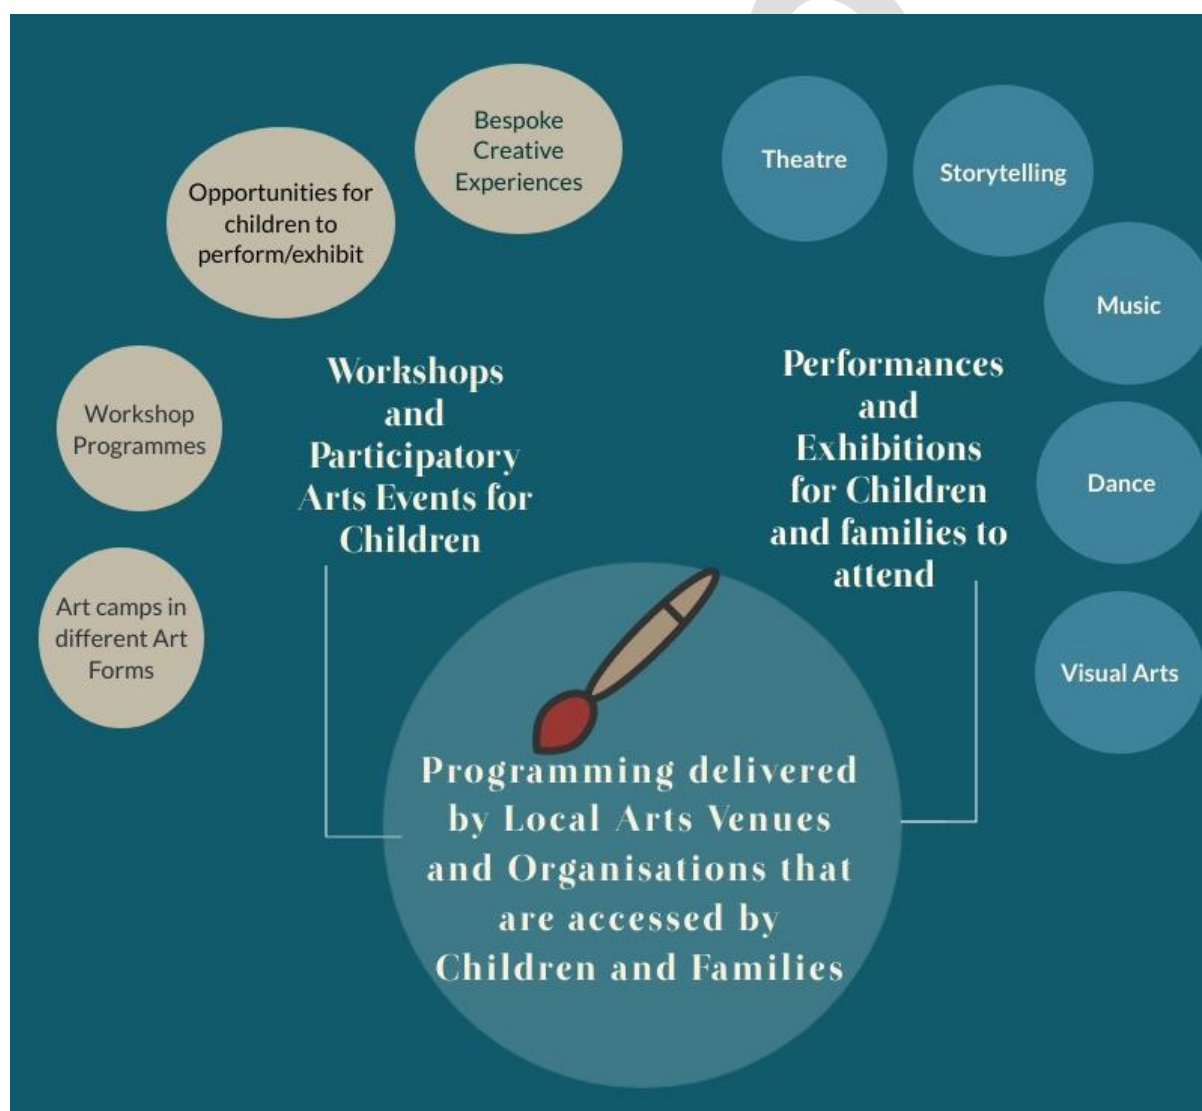 Bespoke
Creative
Experiences
Opportunities for
children to
perform/exhibit
Workshop
Programmes
Art camps in
different Art
Forms
Workshops
and
Participatory
Arts Events for
Children
Theatre
Storytelling
Music
Dance
Visual Arts
Performances
and
Exhibitions
for Children
and families to
attend
Programming delivered
by Local Arts Venues
and Organisations that
are accessed by
Children and Families